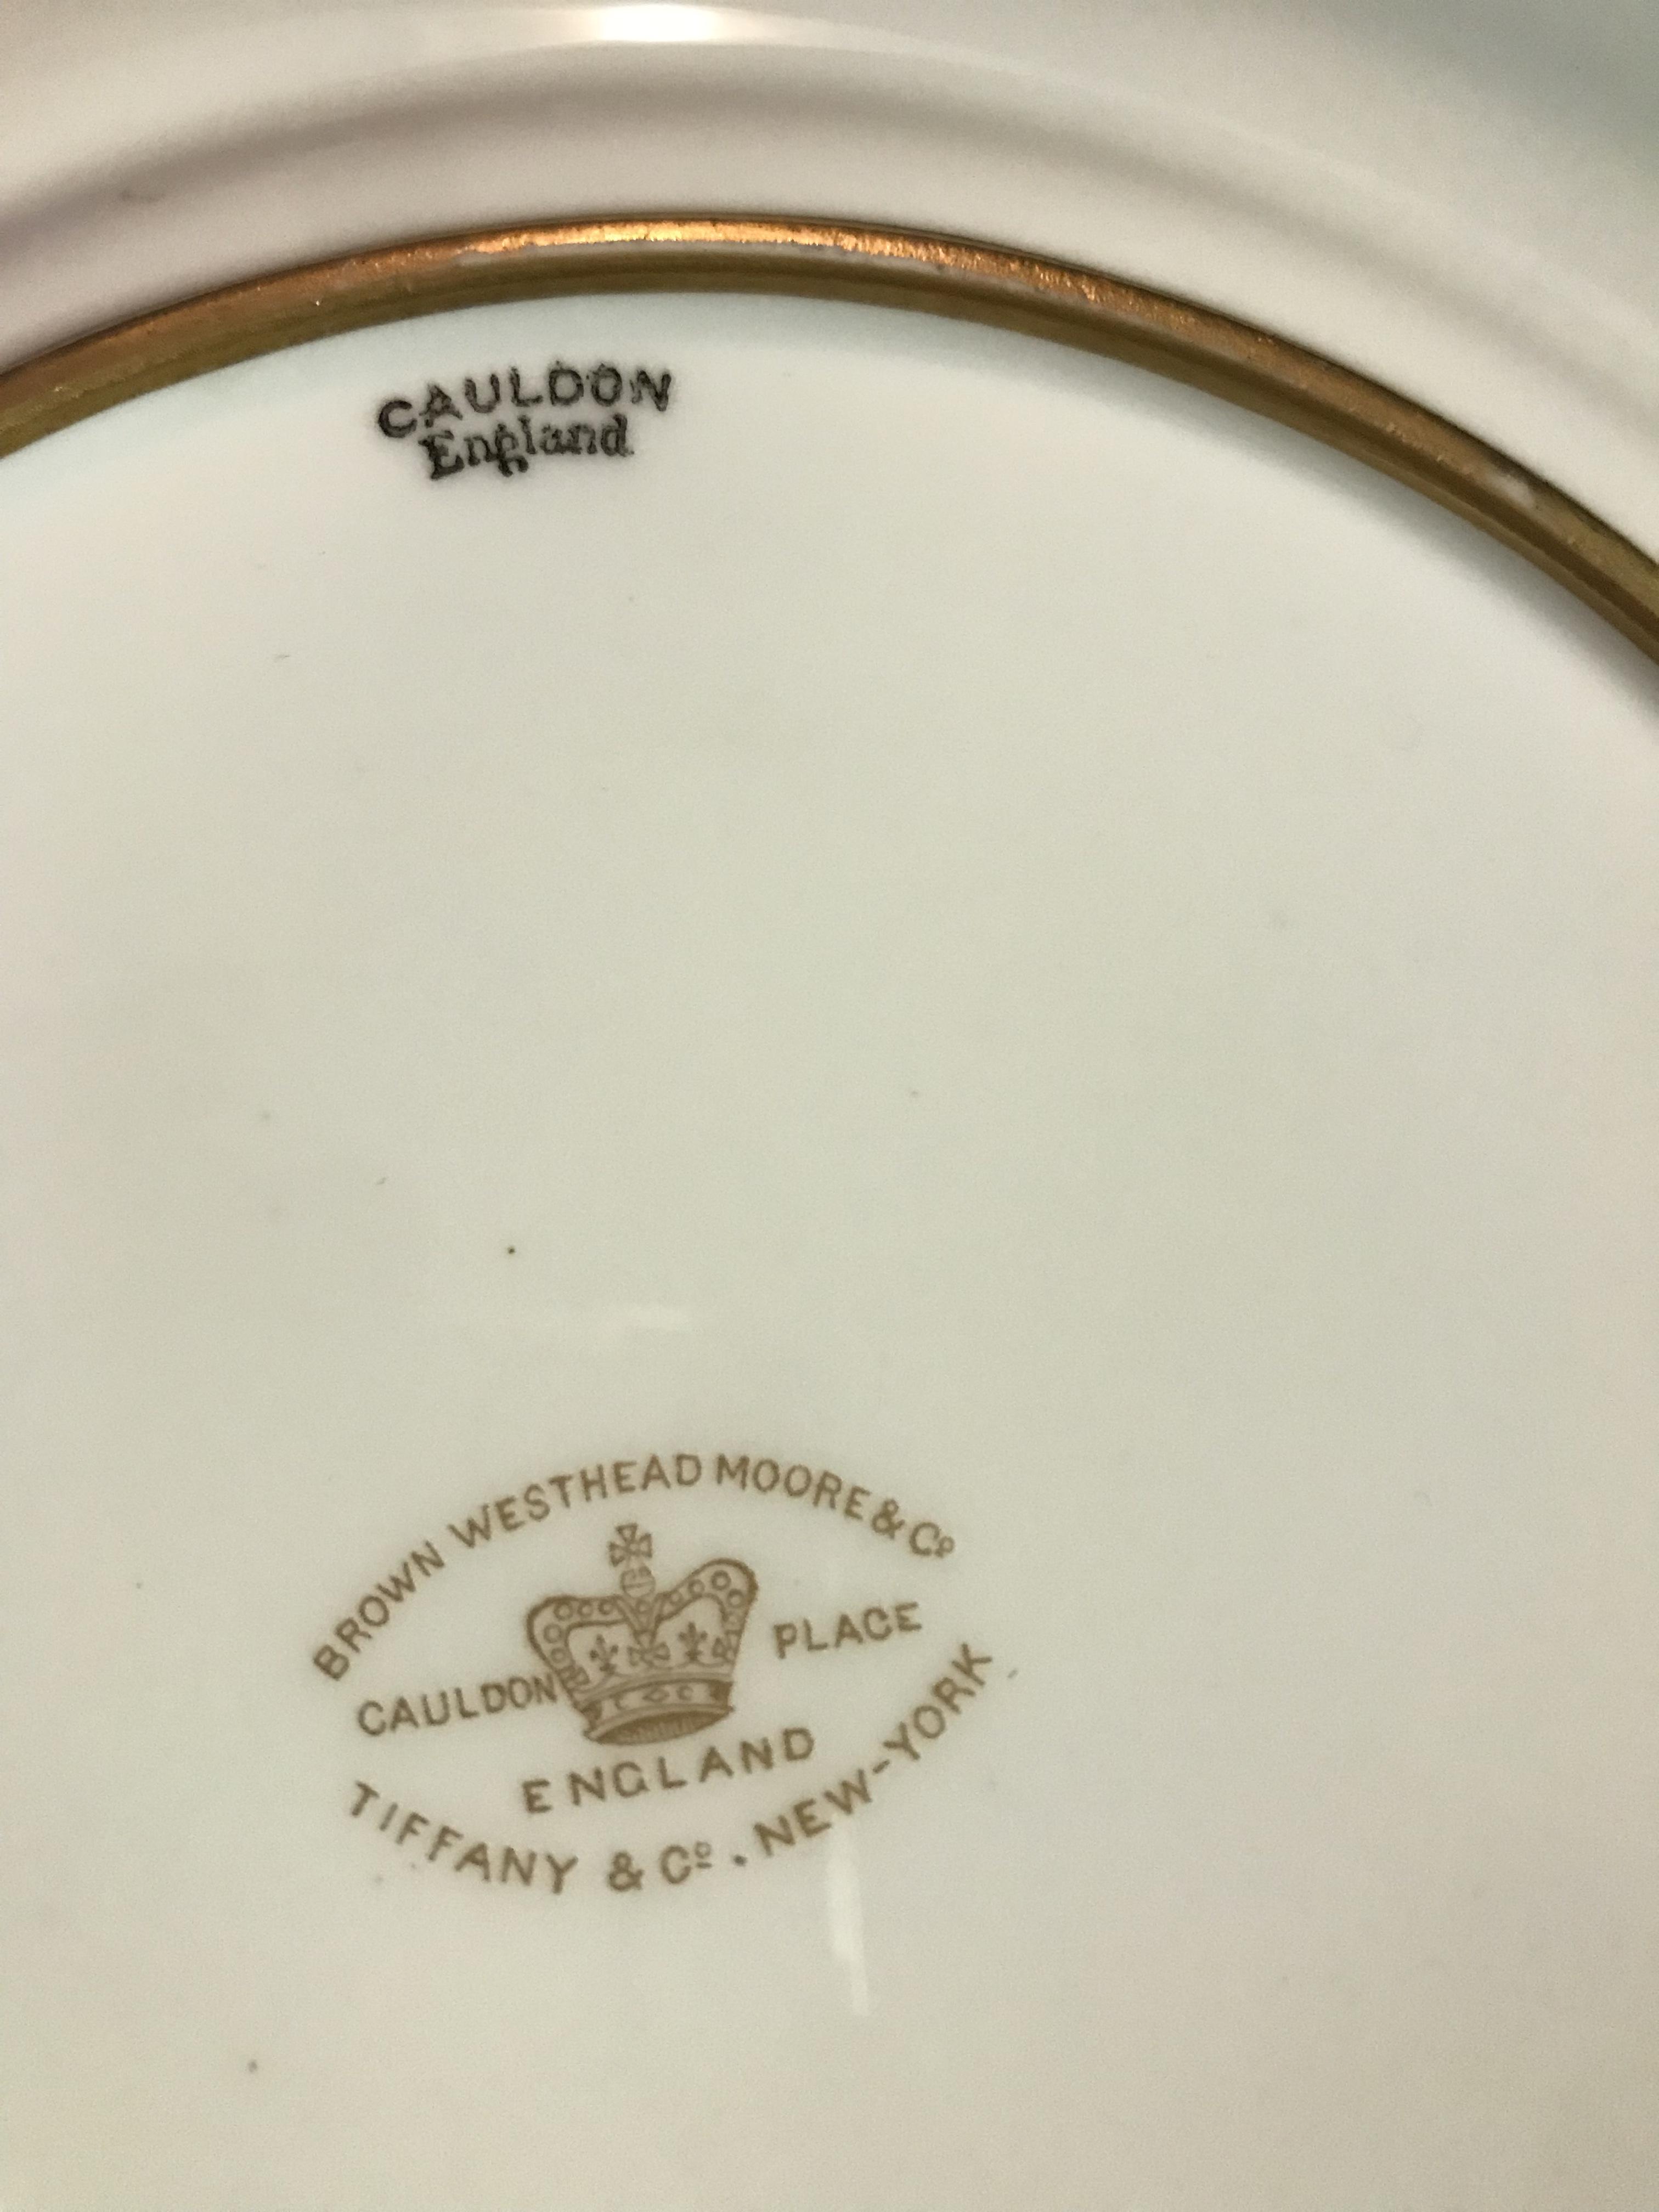 CAULDON
England
BROWN WESTHEAD MOORE & Cº
CAULDON PLACE
ENGLAND
TIFFANY & Cº. NEW-YORK